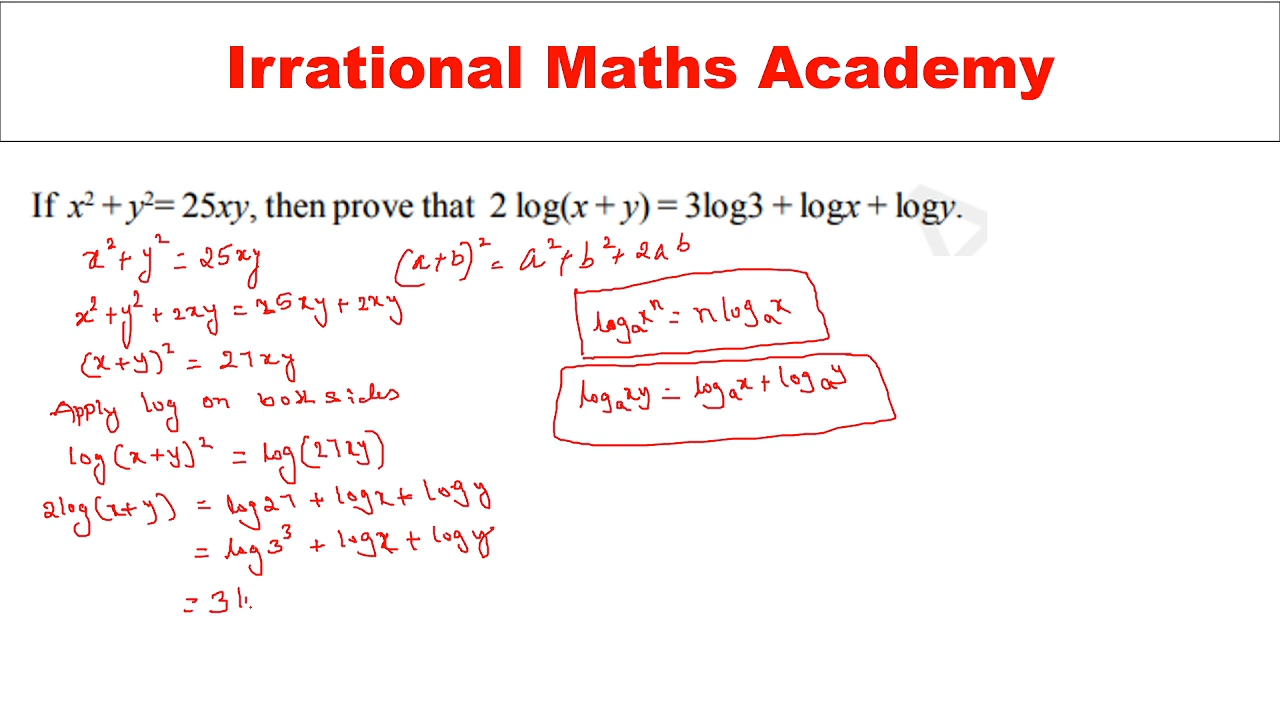 Irrational Maths Academy
If x² + y²= 25xy, then prove that 2 log(x + y) = 3log3 + logx + logy.
x² + y² = 25xy
(a+b)² = a² + b² + 2ab
x² + y² + 2xy = 25xy + 2xy
logₐxⁿ = n logₐx
(x+y)² = 27xy
logₐxy = logₐx + logₐy
Apply log on both sides
log(x+y)² = log(27xy)
2log(x+y) = log27 + logx + logy
= log3³ + logx + logy
= 3l